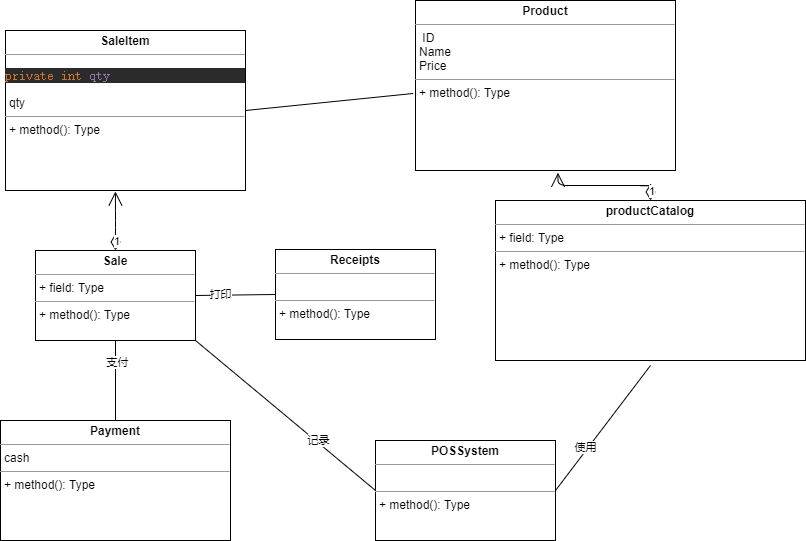 SaleItem
private int qty
qty
+ method(): Type
Product
ID
Name
Price
+ method(): Type
1
1
productCatalog
+ field: Type
+ method(): Type
Sale
+ field: Type
+ method(): Type
打印
Receipts
+ method(): Type
支付
Payment
cash
+ method(): Type
记录
POSSystem
+ method(): Type
使用